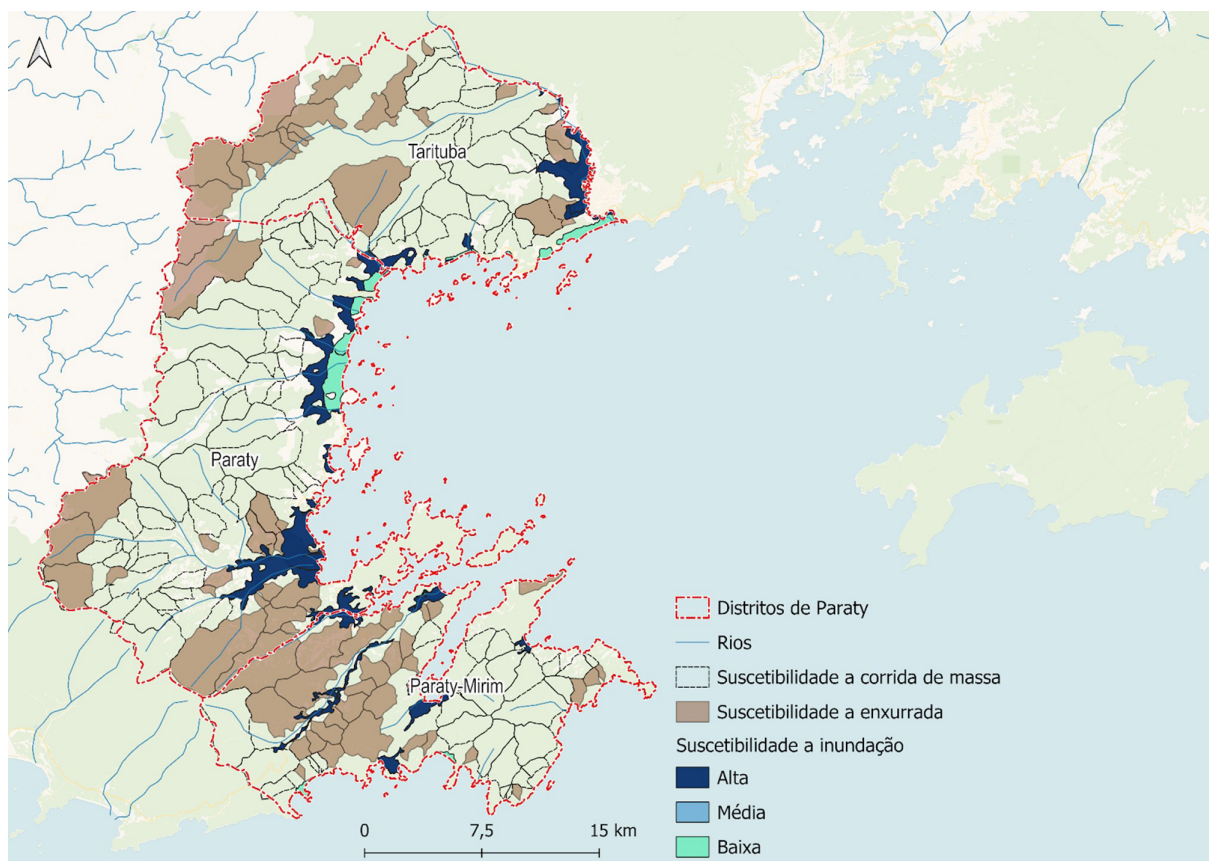 Tarituba
Paraty
Paraty-Mirim
Distritos de Paraty
Rios
Suscetibilidade a corrida de massa
Suscetibilidade a enxurrada
Suscetibilidade a inundação
Alta
Média
Baixa
0 7,5 15 km